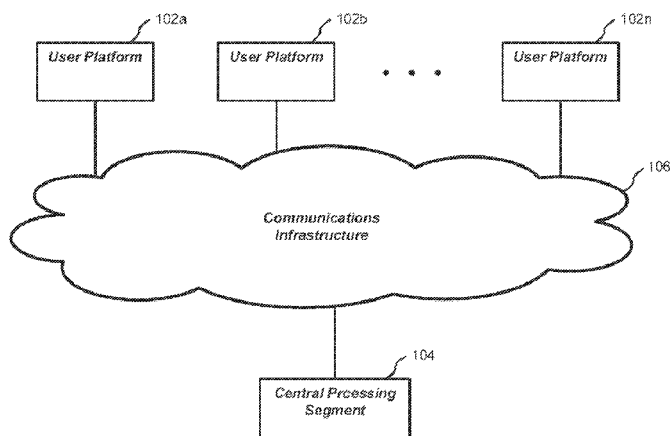 102a
102b
102n
User Platform
User Platform
User Platform
106
Communications
Infrastructure
104
Central Prcessing
Segment